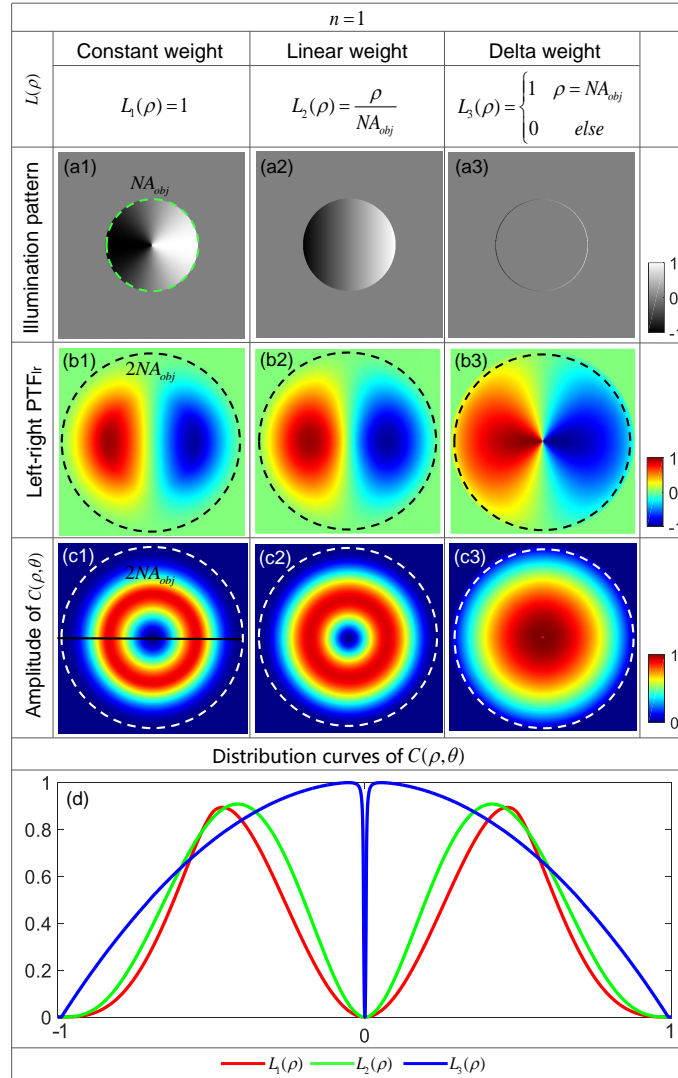 n = 1
L(ρ)
Constant weight
Linear weight
Delta weight
L₁(ρ) = 1
L₂(ρ) = ρ / NA_obj
L₃(ρ) = { 1 ρ = NA_obj
0 else
Illumination pattern
(a1)
NA_obj
(a2)
(a3)
1
0
-1
Left-right PTF_lr
(b1)
2NA_obj
(b2)
(b3)
1
0
-1
Amplitude of C(ρ,θ)
(c1)
2NA_obj
(c2)
(c3)
1
0
Distribution curves of C(ρ,θ)
(d)
1
0.8
0.6
0.4
0.2
0
-1 0 1
L₁(ρ) L₂(ρ) L₃(ρ)